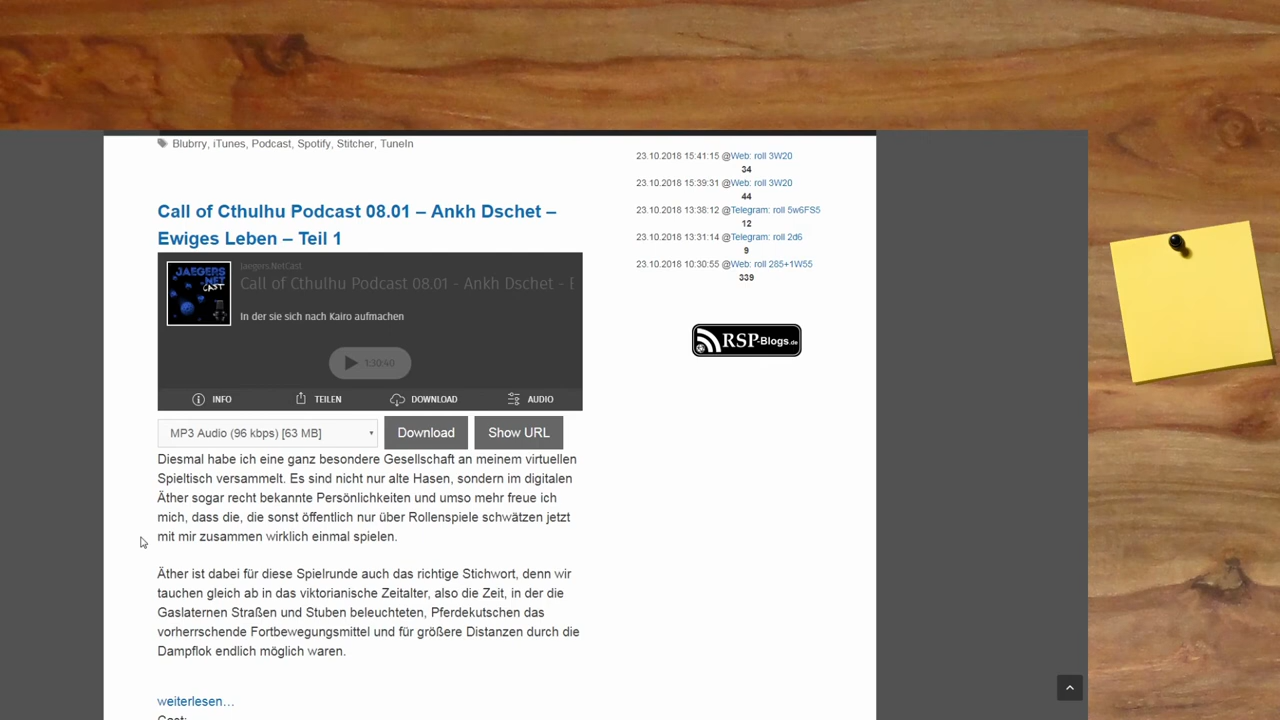 Blubrry, iTunes, Podcast, Spotify, Stitcher, TuneIn
Call of Cthulhu Podcast 08.01 – Ankh Dschet –
Ewiges Leben – Teil 1
JAEGERS
.NET
CAST
Jaegers.NetCast
Call of Cthulhu Podcast 08.01 - Ankh Dschet - E
In der sie sich nach Kairo aufmachen
1:30:40
INFO TEILEN DOWNLOAD AUDIO
MP3 Audio (96 kbps) [63 MB] Download Show URL
Diesmal habe ich eine ganz besondere Gesellschaft an meinem virtuellen
Spieltisch versammelt. Es sind nicht nur alte Hasen, sondern im digitalen
Äther sogar recht bekannte Persönlichkeiten und umso mehr freue ich
mich, dass die, die sonst öffentlich nur über Rollenspiele schwätzen jetzt
mit mir zusammen wirklich einmal spielen.
Äther ist dabei für diese Spielrunde auch das richtige Stichwort, denn wir
tauchen gleich ab in das viktorianische Zeitalter, also die Zeit, in der die
Gaslaternen Straßen und Stuben beleuchteten, Pferdekutschen das
vorherrschende Fortbewegungsmittel und für größere Distanzen durch die
Dampflok endlich möglich waren.
weiterlesen…
Cast:
23.10.2018 15:41:15 @Web: roll 3W20
34
23.10.2018 15:39:31 @Web: roll 3W20
44
23.10.2018 13:38:12 @Telegram: roll 5w6FS5
12
23.10.2018 13:31:14 @Telegram: roll 2d6
9
23.10.2018 10:30:55 @Web: roll 285+1W55
339
RSP-Blogs.de